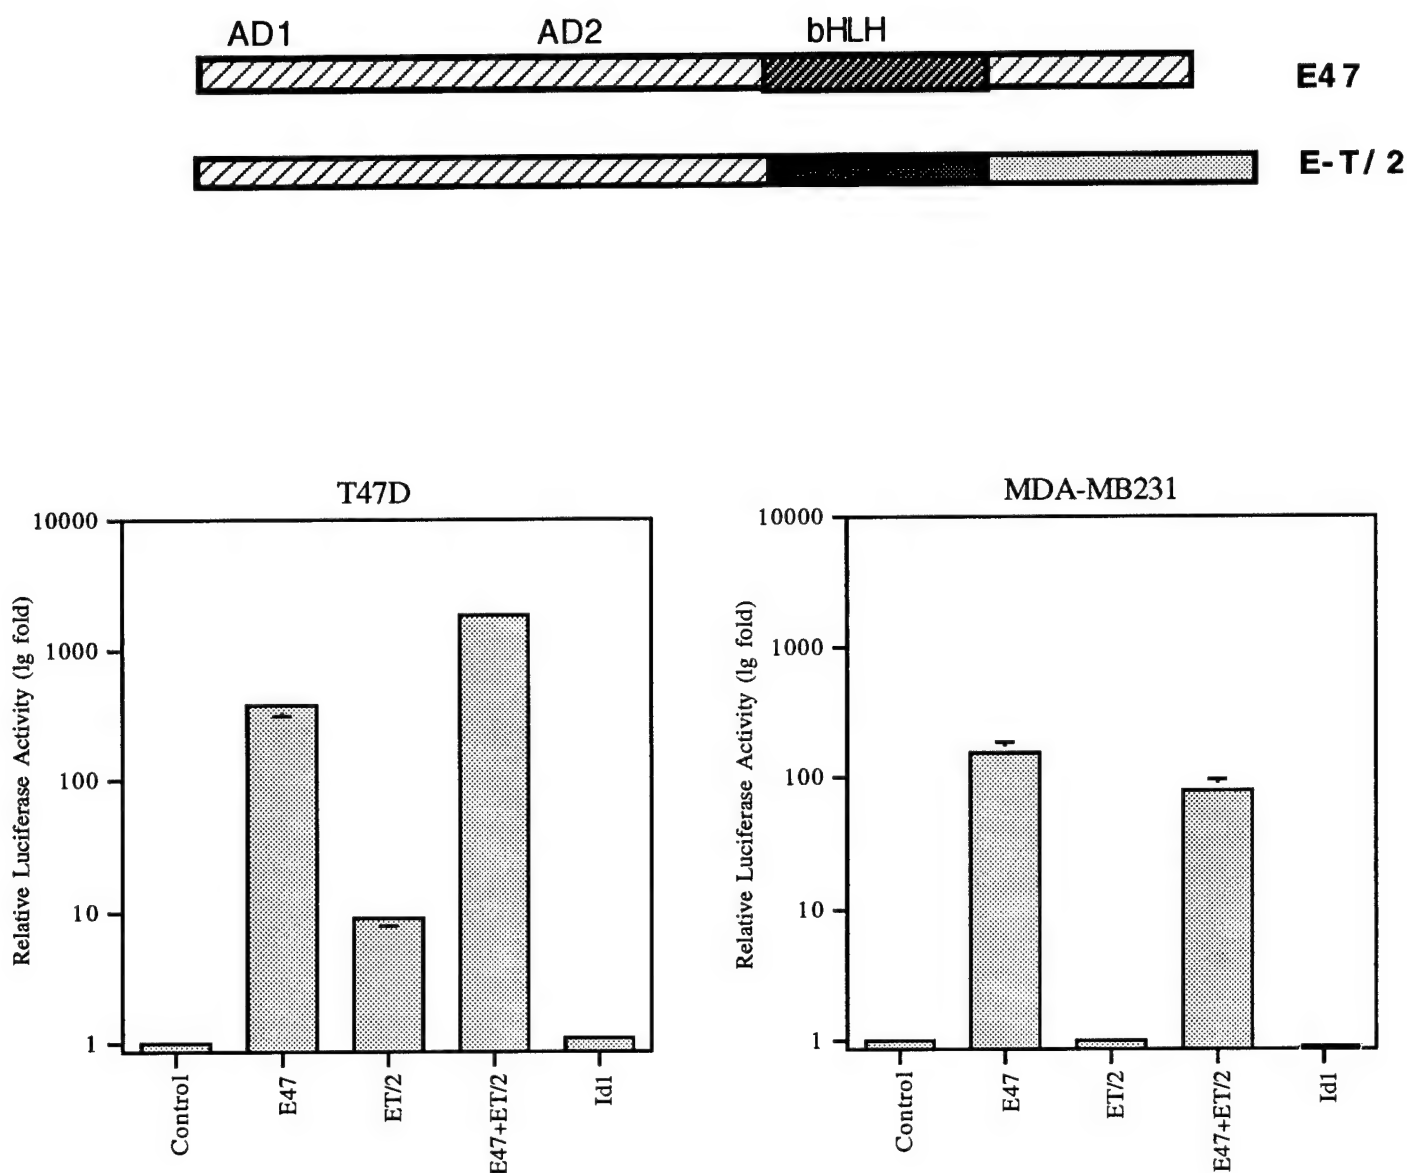 AD1 AD2 bHLH
E47
E-T/2
T47D
10000
1000
100
10
1
Relative Luciferase Activity (lg fold)
Control
E47
ET/2
E47+ET/2
Id1
MDA-MB231
10000
1000
100
10
1
Relative Luciferase Activity (lg fold)
Control
E47
ET/2
E47+ET/2
Id1